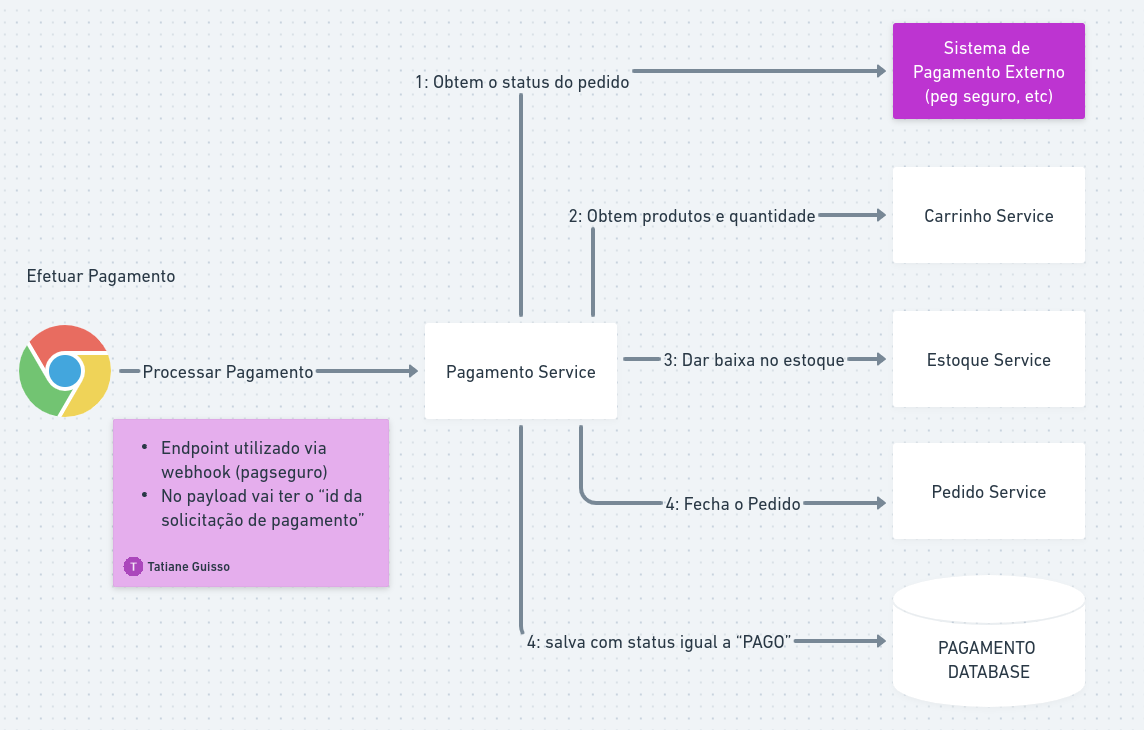 1: Obtem o status do pedido
Sistema de
Pagamento Externo
(peg seguro, etc)
2: Obtem produtos e quantidade
Carrinho Service
Efetuar Pagamento
Processar Pagamento
Pagamento Service
3: Dar baixa no estoque
Estoque Service
• Endpoint utilizado via
webhook (pagseguro)
• No payload vai ter o “id da
solicitação de pagamento”
T Tatiane Guisso
4: Fecha o Pedido
Pedido Service
4: salva com status igual a “PAGO”
PAGAMENTO
DATABASE